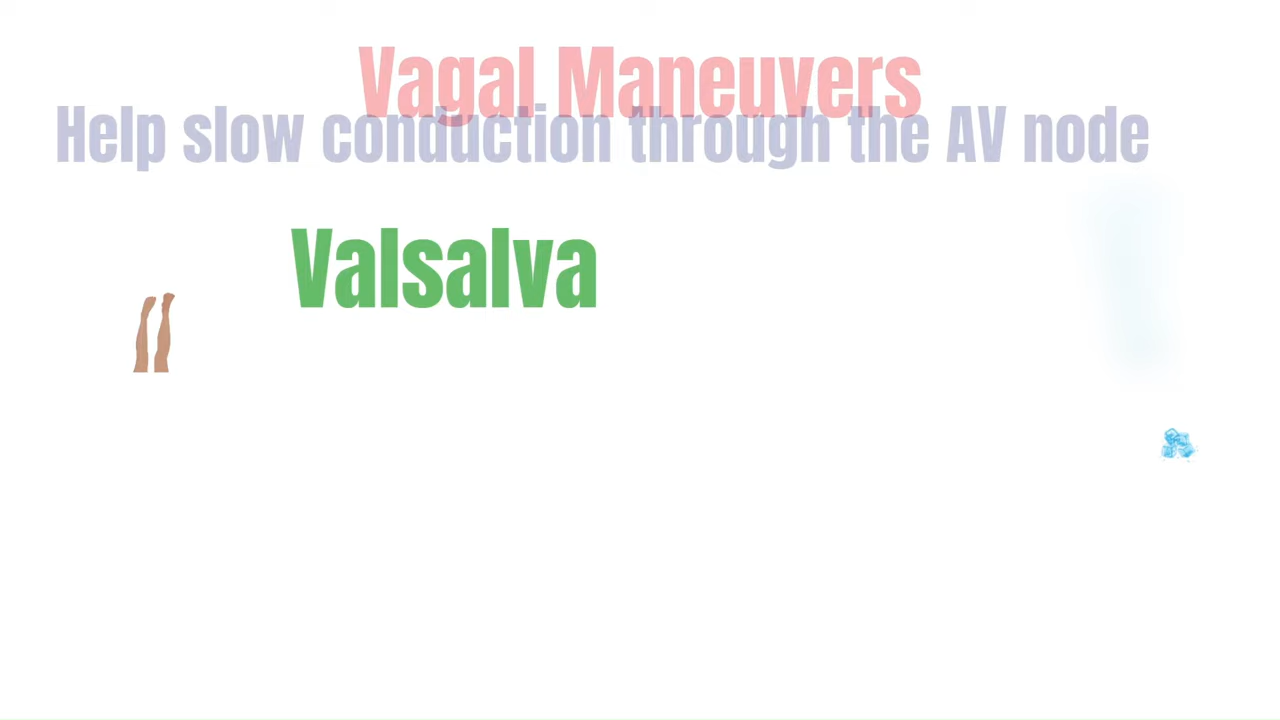 Vagal Maneuvers
Help slow conduction through the AV node
Valsalva